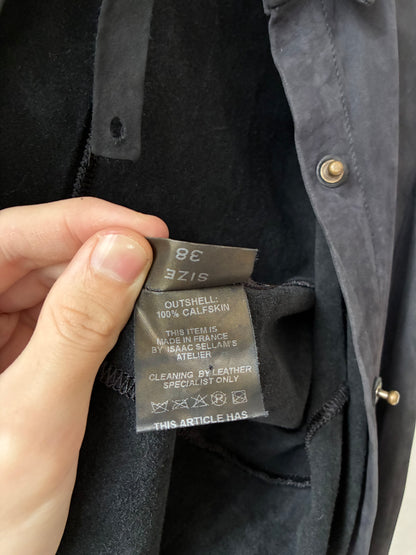 SIZE
38
OUTSHELL:
100% CALFSKIN
THIS ITEM IS
MADE IN FRANCE
BY ISAAC SELLAM'S
ATELIER
CLEANING BY LEATHER
SPECIALIST ONLY
THIS ARTICLE HAS